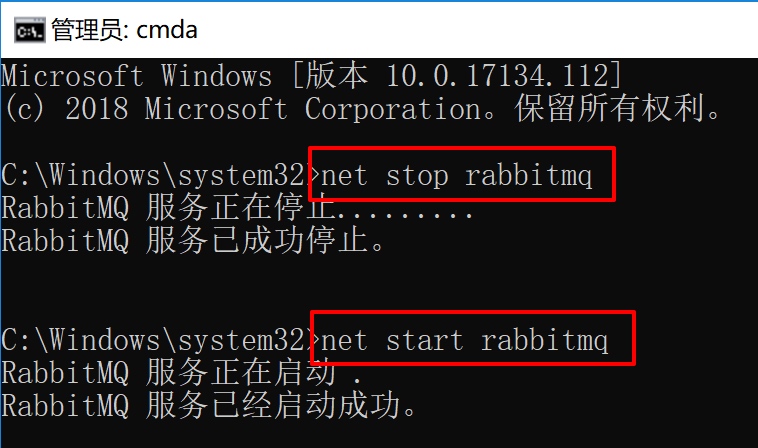 管理员: cmda
Microsoft Windows [版本 10.0.17134.112]
(c) 2018 Microsoft Corporation。保留所有权利。
C:\Windows\system32>net stop rabbitmq
RabbitMQ 服务正在停止.........
RabbitMQ 服务已成功停止。
C:\Windows\system32>net start rabbitmq
RabbitMQ 服务正在启动 .
RabbitMQ 服务已经启动成功。